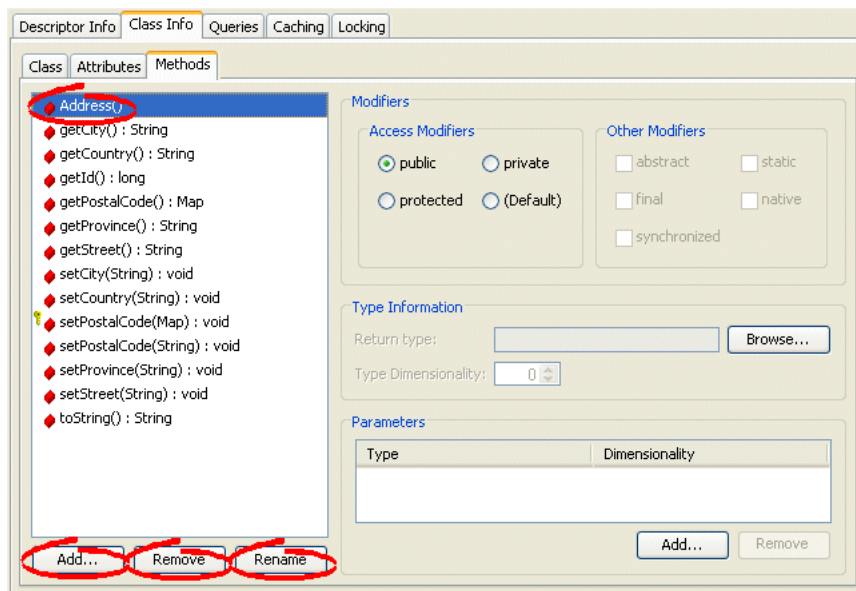 Descriptor Info Class Info Queries Caching Locking
Class Attributes Methods
Address()
getCity() : String
getCountry() : String
getId() : long
getPostalCode() : Map
getProvince() : String
getStreet() : String
setCity(String) : void
setCountry(String) : void
setPostalCode(Map) : void
setPostalCode(String) : void
setProvince(String) : void
setStreet(String) : void
toString() : String
Add... Remove Rename
Modifiers
Access Modifiers
public private
protected (Default)
Other Modifiers
abstract static
final native
synchronized
Type Information
Return type: Browse...
Type Dimensionality: 0
Parameters
Type Dimensionality
Add... Remove